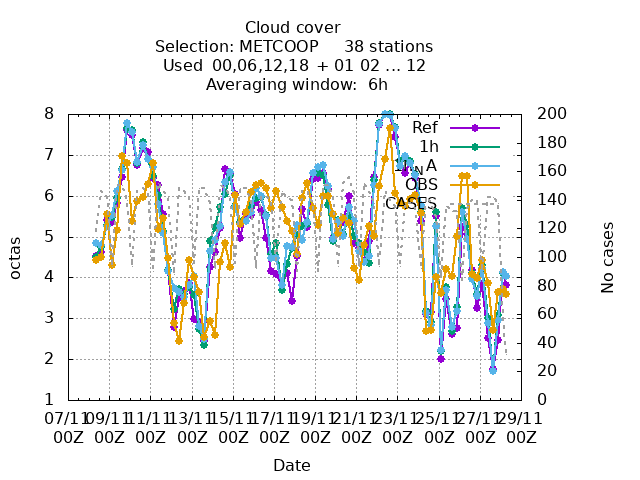 Cloud cover
Selection: METCOOP 38 stations
Used 00,06,12,18 + 01 02 ... 12
Averaging window: 6h
octas
8
7
6
5
4
3
2
1
200
180
160
140
120
100
80
60
40
20
0
No cases
Ref
1h
OBS
CASES
07/11 09/11 11/11 13/11 15/11 17/11 19/11 21/11 23/11 25/11 27/11 29/11
00Z 00Z 00Z 00Z 00Z 00Z 00Z 00Z 00Z 00Z 00Z 00Z
Date